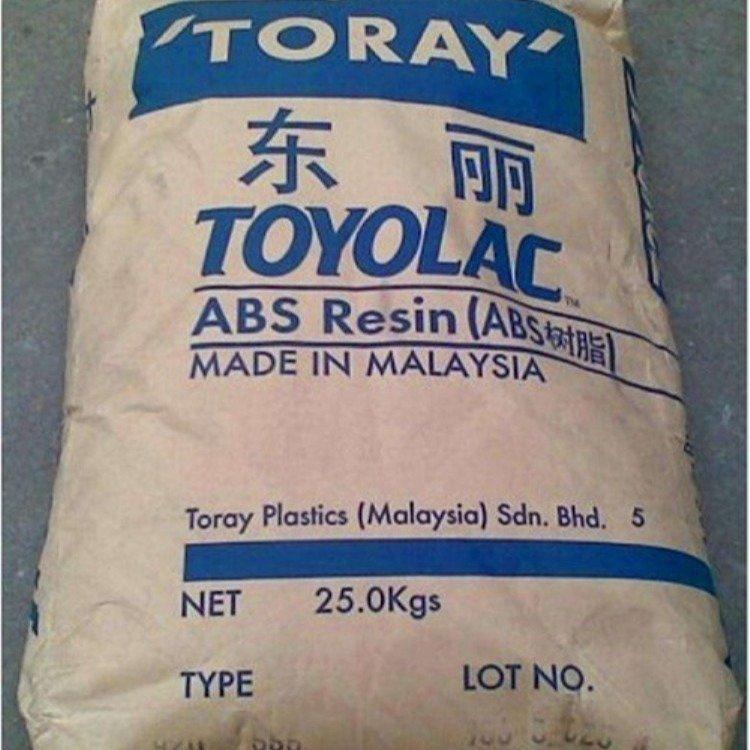 'TORAY'
东丽
TOYOLAC™
ABS Resin (ABS树脂)
MADE IN MALAYSIA
Toray Plastics (Malaysia) Sdn. Bhd. 5
NET 25.0Kgs
TYPE LOT NO.